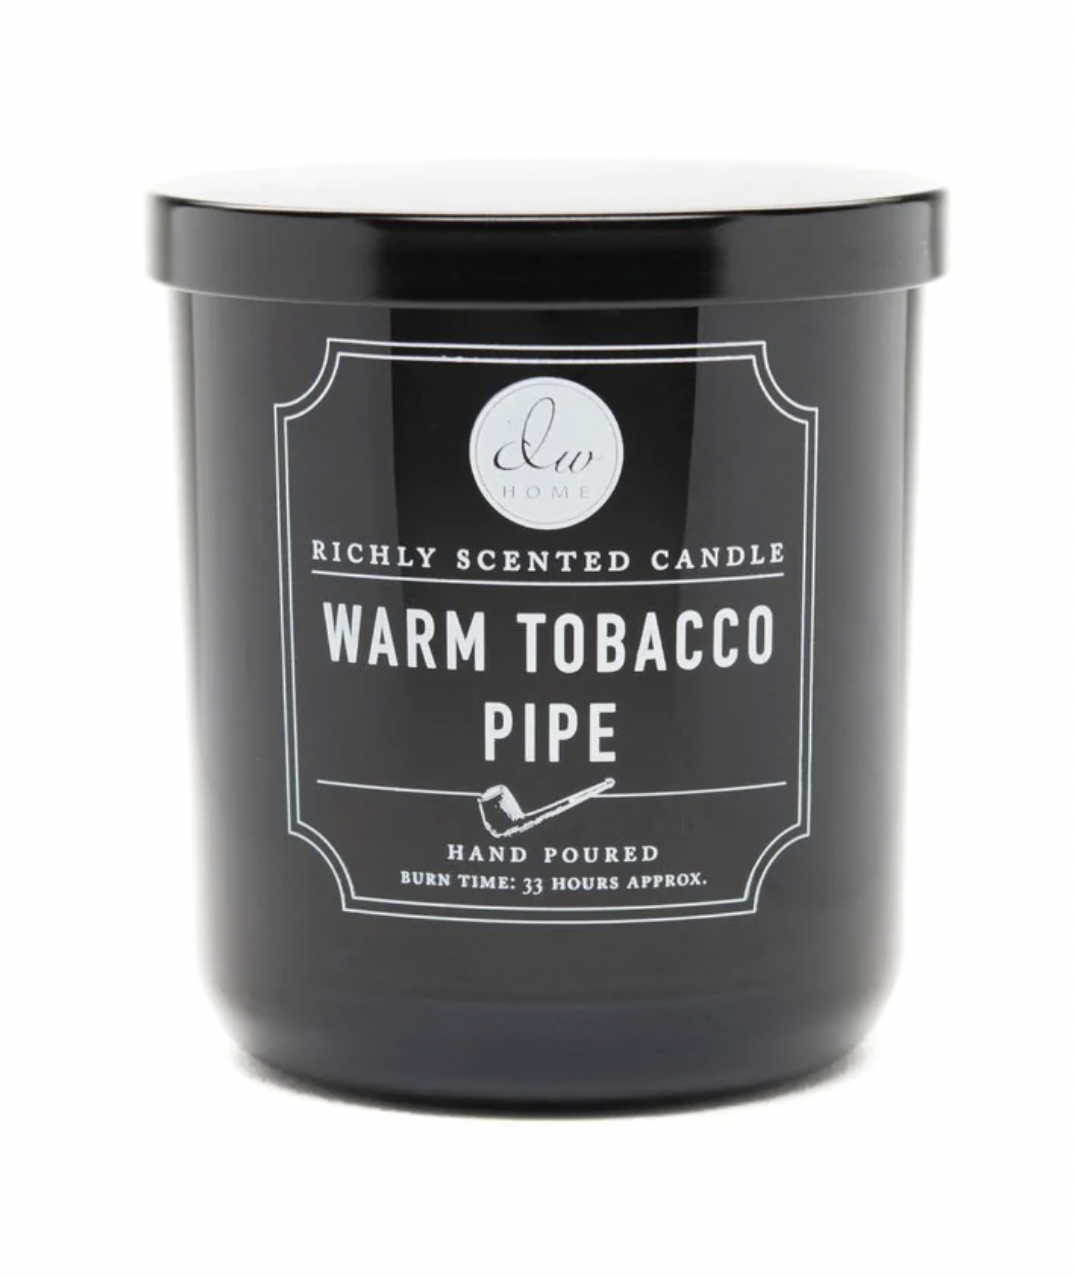 dw
HOME
RICHLY SCENTED CANDLE
WARM TOBACCO
PIPE
HAND POURED
BURN TIME: 33 HOURS APPROX.